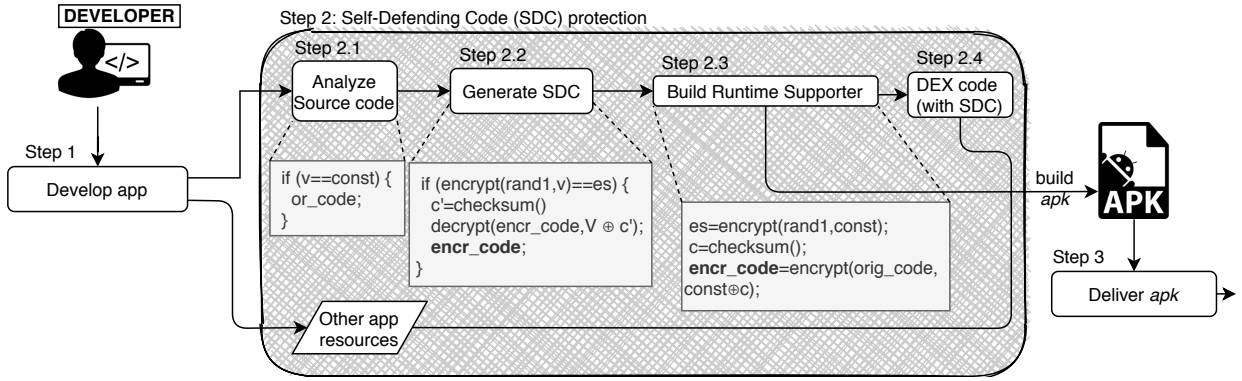 DEVELOPER
</>
Step 1
Develop app
Step 2: Self-Defending Code (SDC) protection
Step 2.1
Analyze
Source code
Step 2.2
Generate SDC
Step 2.3
Build Runtime Supporter
Step 2.4
DEX code
(with SDC)
if (v==const) {
or_code;
}
if (encrypt(rand1,v)==es) {
c'=checksum()
decrypt(encr_code,V ⊕ c');
encr_code;
}
es=encrypt(rand1,const);
c=checksum();
encr_code=encrypt(orig_code,
const⊕c);
Other app
resources
build
apk
APK
Step 3
Deliver apk